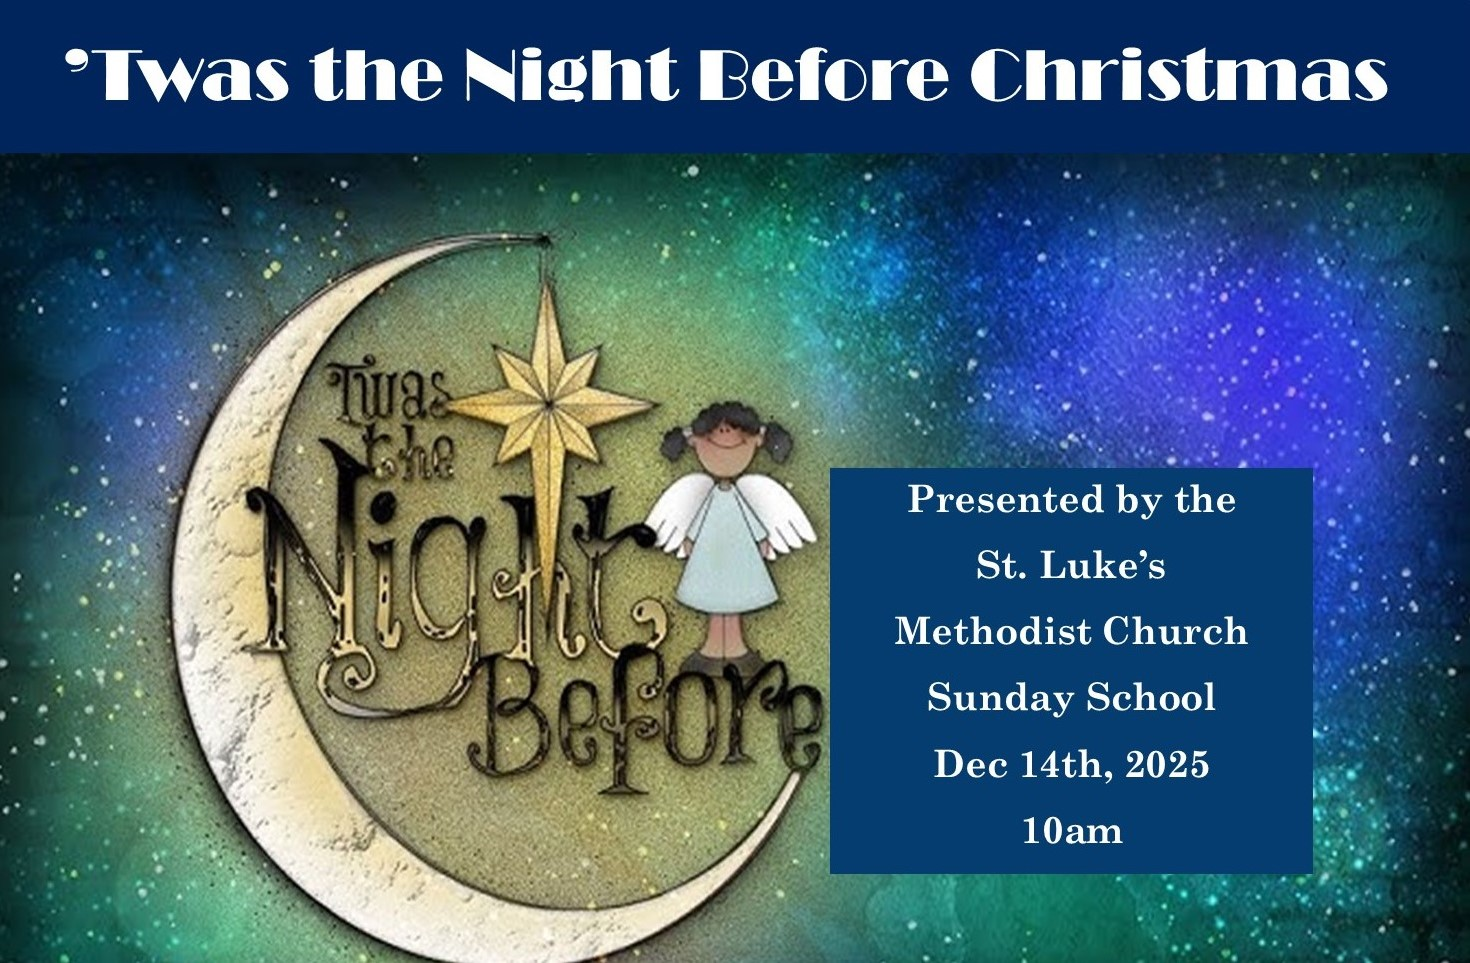 ’Twas the Night Before Christmas
Twas
the
Night
Before
Presented by the
St. Luke’s
Methodist Church
Sunday School
Dec 14th, 2025
10am